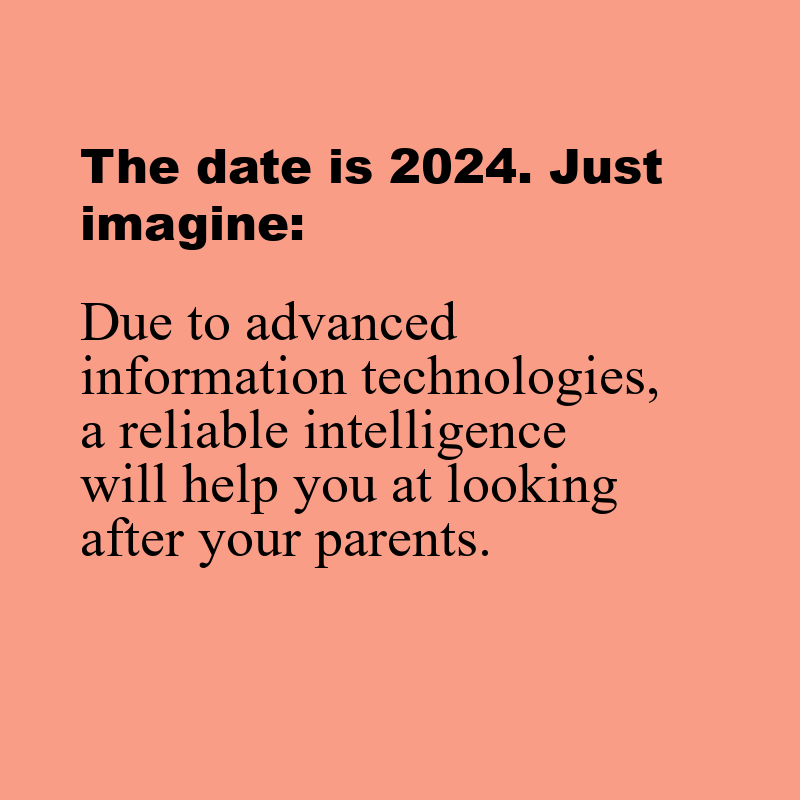 The date is 2024. Just
imagine:
Due to advanced
information technologies,
a reliable intelligence
will help you at looking
after your parents.